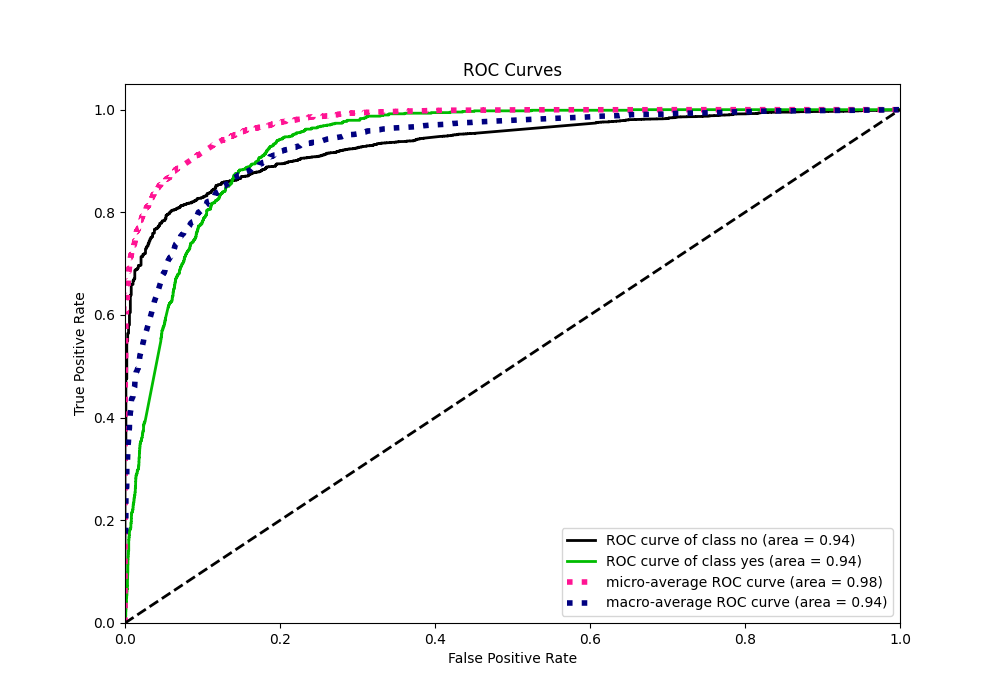 ROC Curves
True Positive Rate
1.0
0.8
0.6
0.4
0.2
0.0
0.0 0.2 0.4 0.6 0.8 1.0
False Positive Rate
ROC curve of class no (area = 0.94)
ROC curve of class yes (area = 0.94)
micro-average ROC curve (area = 0.98)
macro-average ROC curve (area = 0.94)